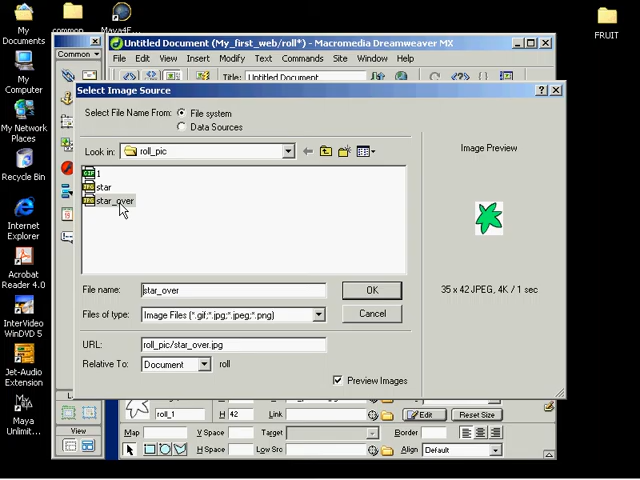 My Documents
common
Maya4F...
FRUIT
Untitled Document (My_first_web/roll*) - Macromedia Dreamweaver MX
Common
File Edit View Insert Modify Text Commands Site Window Help
Title: Untitled Document
My Computer
My Network Places
Recycle Bin
Internet Explorer
Acrobat Reader 4.0
InterVideo WinDVD 5
Jet-Audio Extension
Maya Unlimit...
Select Image Source
Select File Name From: File system
Data Sources
Look in: roll_pic
GIF 1
JPG star
JPG star_over
File name: star_over OK
Files of type: Image Files (*.gif;*.jpg;*.jpeg;*.png) Cancel
URL: roll_pic/star_over.jpg
Relative To: Document roll
Preview Images
Image Preview
35 x 42 JPEG, 4K / 1 sec
View
roll_1 H 42 Link Edit Reset Size
Map V Space Target Border
H Space Low Src Align Default